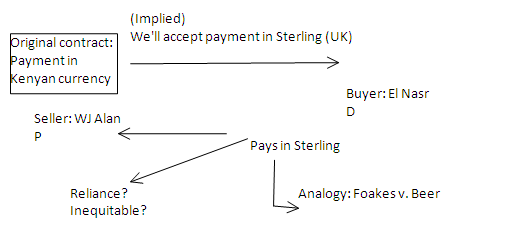 (Implied)
We'll accept payment in Sterling (UK)
Original contract:
Payment in
Kenyan currency
Buyer: El Nasr
D
Seller: WJ Alan
P
Pays in Sterling
Reliance?
Inequitable?
Analogy: Foakes v. Beer